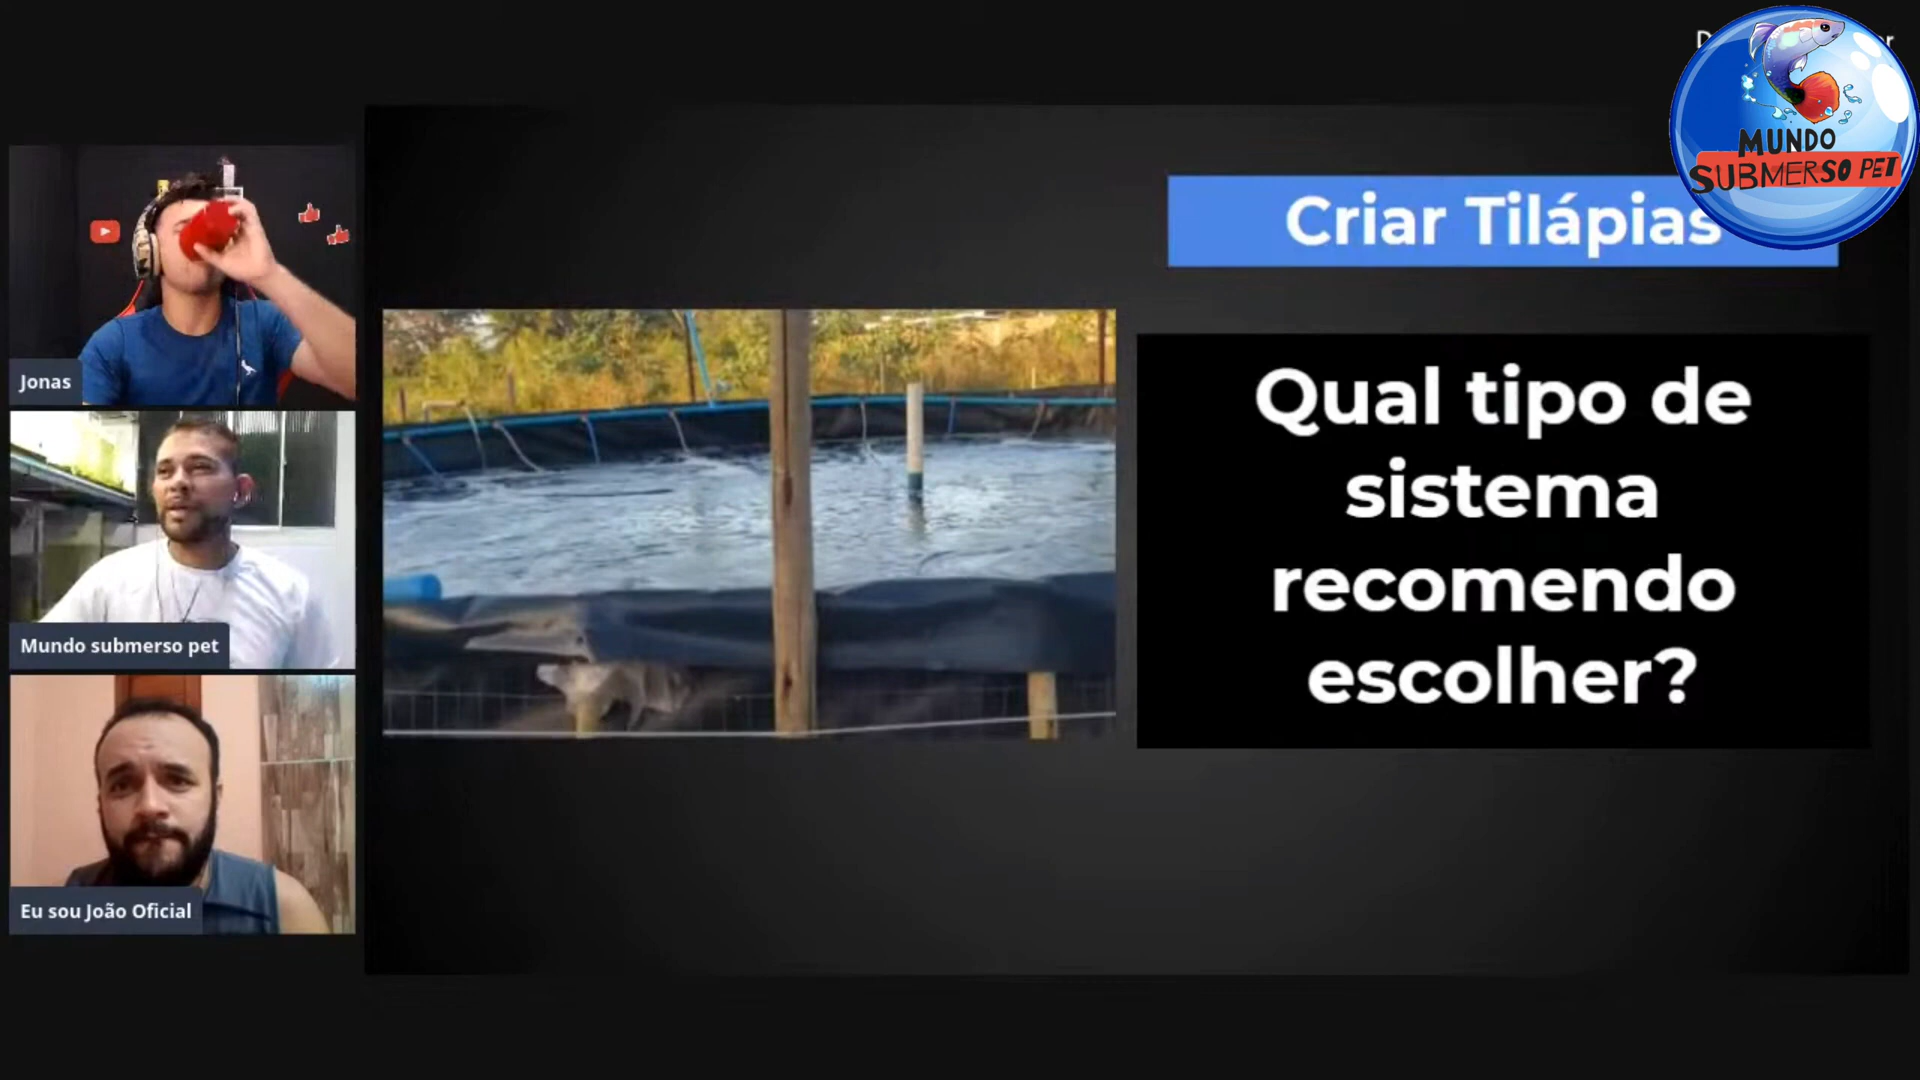 MUNDO
SUBMERSO PET
Criar Tilápias
Qual tipo de
sistema
recomendo
escolher?
Jonas
Mundo submerso pet
Eu sou João Oficial